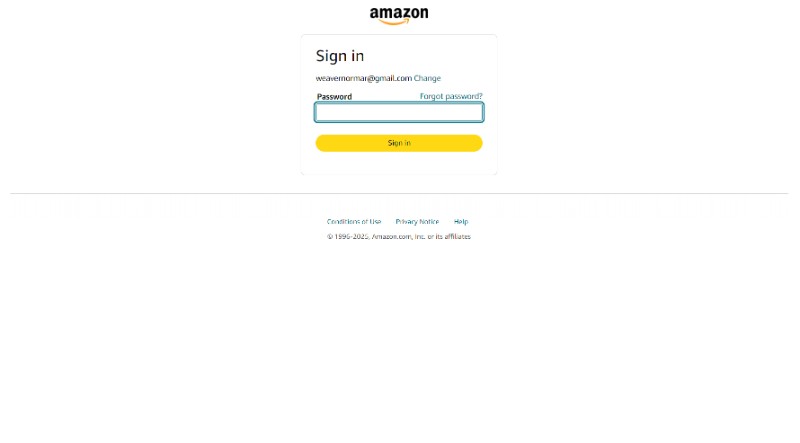 amazon
Sign in
weavernormar@gmail.com Change
Password Forgot password?
Sign in
Conditions of Use Privacy Notice Help
© 1996-2025, Amazon.com, Inc. or its affiliates